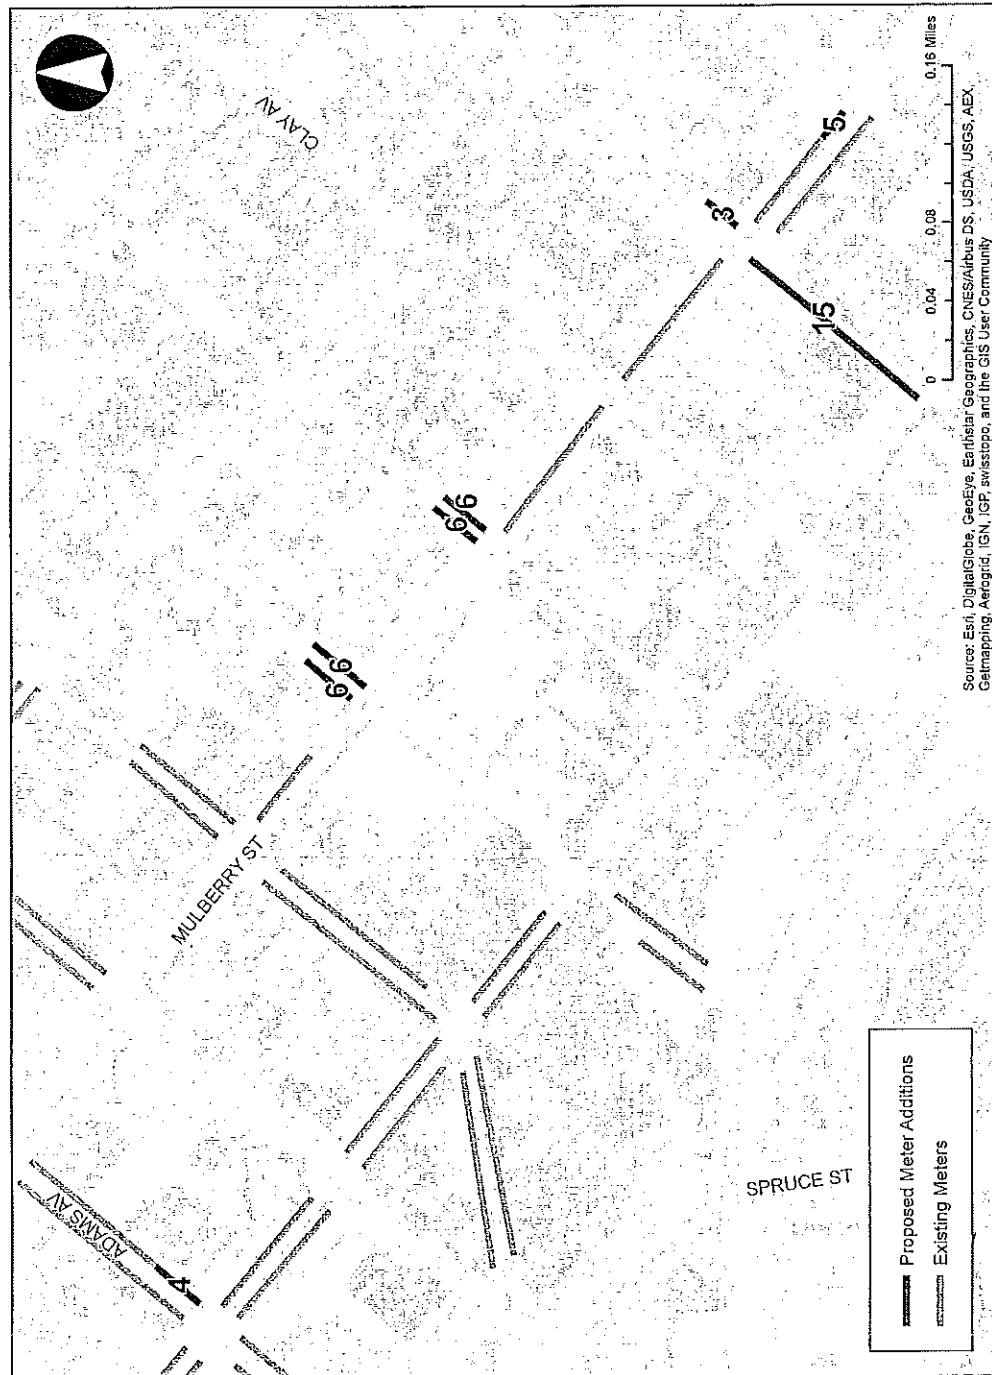 CLAY AV
MULBERRY ST
ADAMS AV
SPRUCE ST
4
6
6
6
6
3
5
15
Proposed Meter Additions
Existing Meters
0 0.04 0.08 0.16 Miles
Source: Esri, DigitalGlobe, GeoEye, Earthstar Geographics, CNES/Airbus DS, USDA, USGS, AEX,
Getmapping, Aerogrid, IGN, IGP, swisstopo, and the GIS User Community